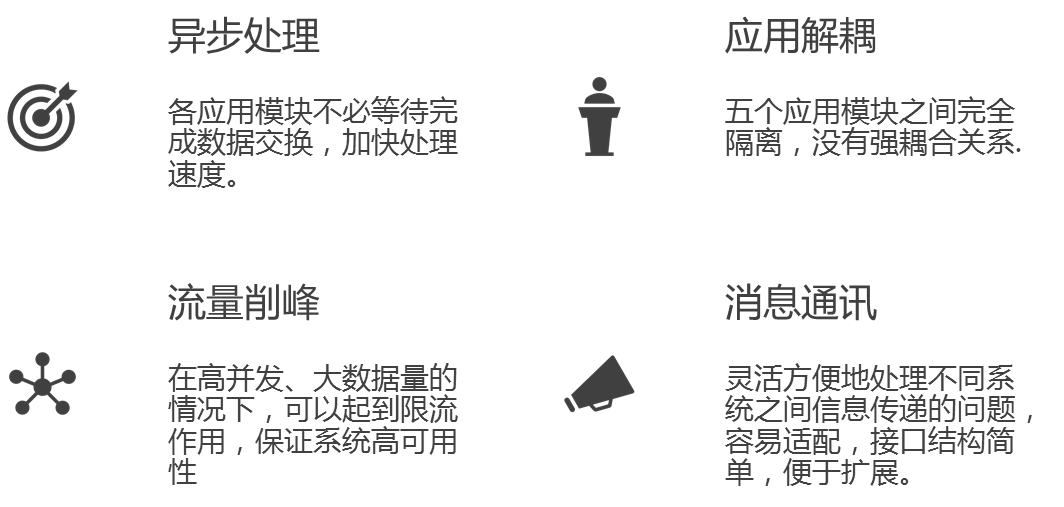 异步处理
各应用模块不必等待完
成数据交换，加快处理
速度。
应用解耦
五个应用模块之间完全
隔离，没有强耦合关系.
流量削峰
在高并发、大数据量的
情况下，可以起到限流
作用，保证系统高可用
性
消息通讯
灵活方便地处理不同系
统之间信息传递的问题，
容易适配，接口结构简
单，便于扩展。